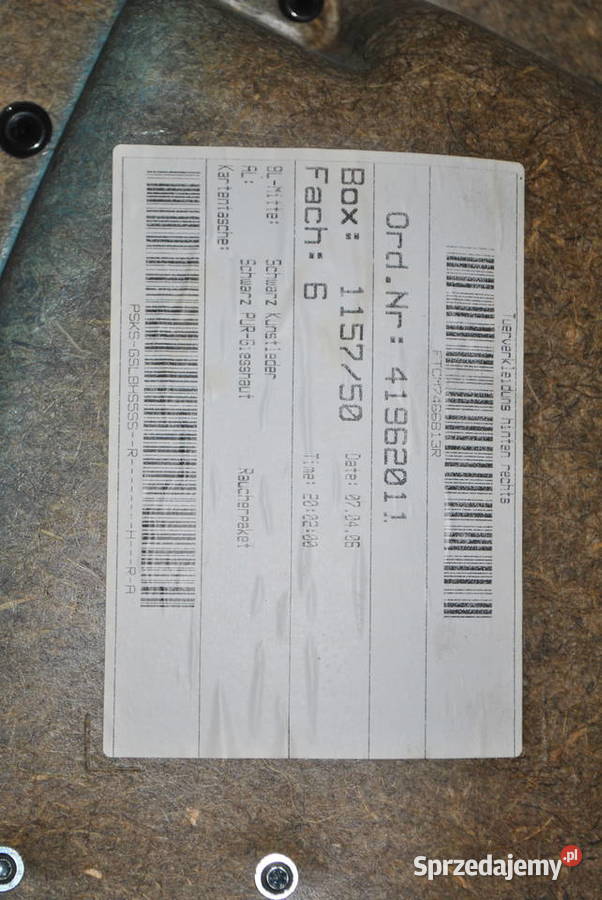 Tuerverkleidung hinten rechts
Ord.Nr: 41962011
Box: 1157/50 Date: 07.04.06
Fach: 6 Time: 20:02:00
BL-Mitte: Schwarz Kunstleder
AL: Schwarz PUR-Giesshaut Raucherpaket
Kartentasche:
Sprzedajemy.pl